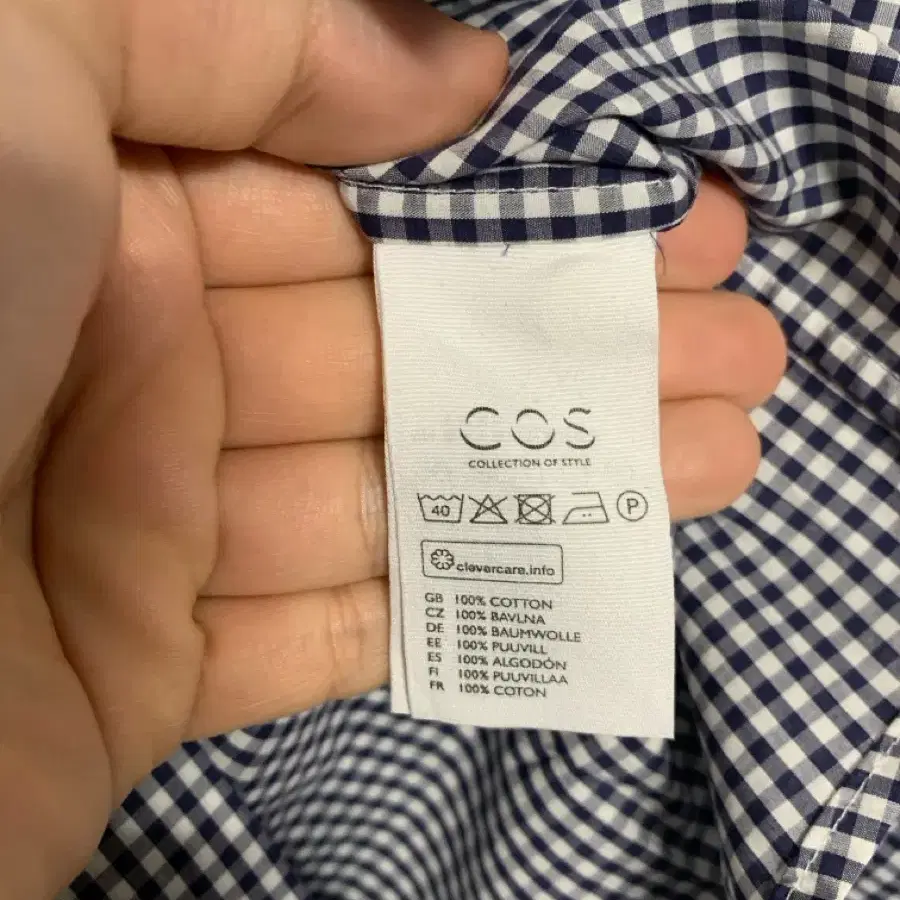 COS
COLLECTION OF STYLE
40 P
clevercare.info
GB 100% COTTON
CZ 100% BAVLNA
DE 100% BAUMWOLLE
EE 100% PUUVILL
ES 100% ALGODÓN
FI 100% PUUVILLAA
FR 100% COTON